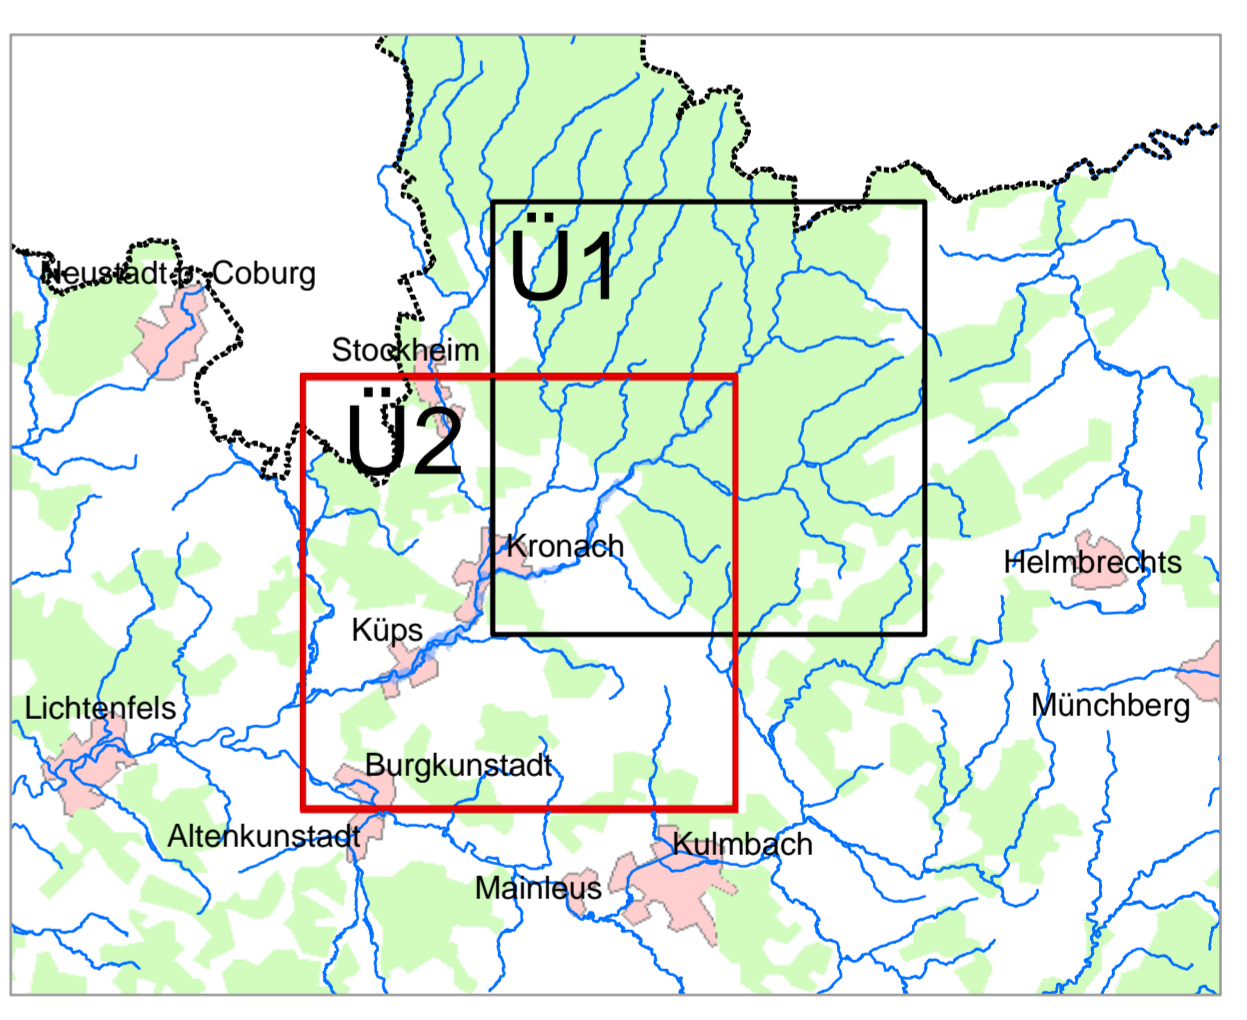 Ü1
Neustadt b. Coburg
Stockheim
Ü2
Kronach
Helmbrechts
Küps
Lichtenfels
Münchberg
Burgkunstadt
Altenkunstadt
Kulmbach
Mainleus